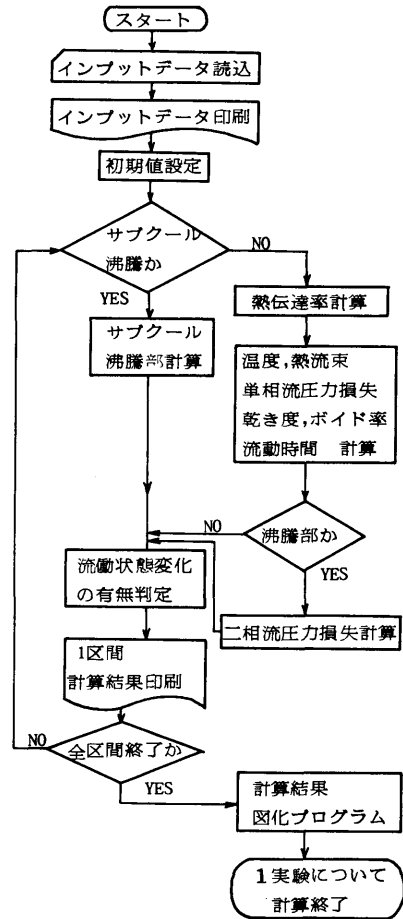 スタート
インプットデータ読込
インプットデータ印刷
初期値設定
サブクール
沸騰か
NO
YES
熱伝達率計算
サブクール
沸騰部計算
温度,熱流束
単相流圧力損失
乾き度,ボイド率
流動時間 計算
沸騰部か
NO
YES
流働状態変化
の有無判定
二相流圧力損失計算
1区間
計算結果印刷
全区間終了か
NO
YES
計算結果
図化プログラム
1実験について
計算終了